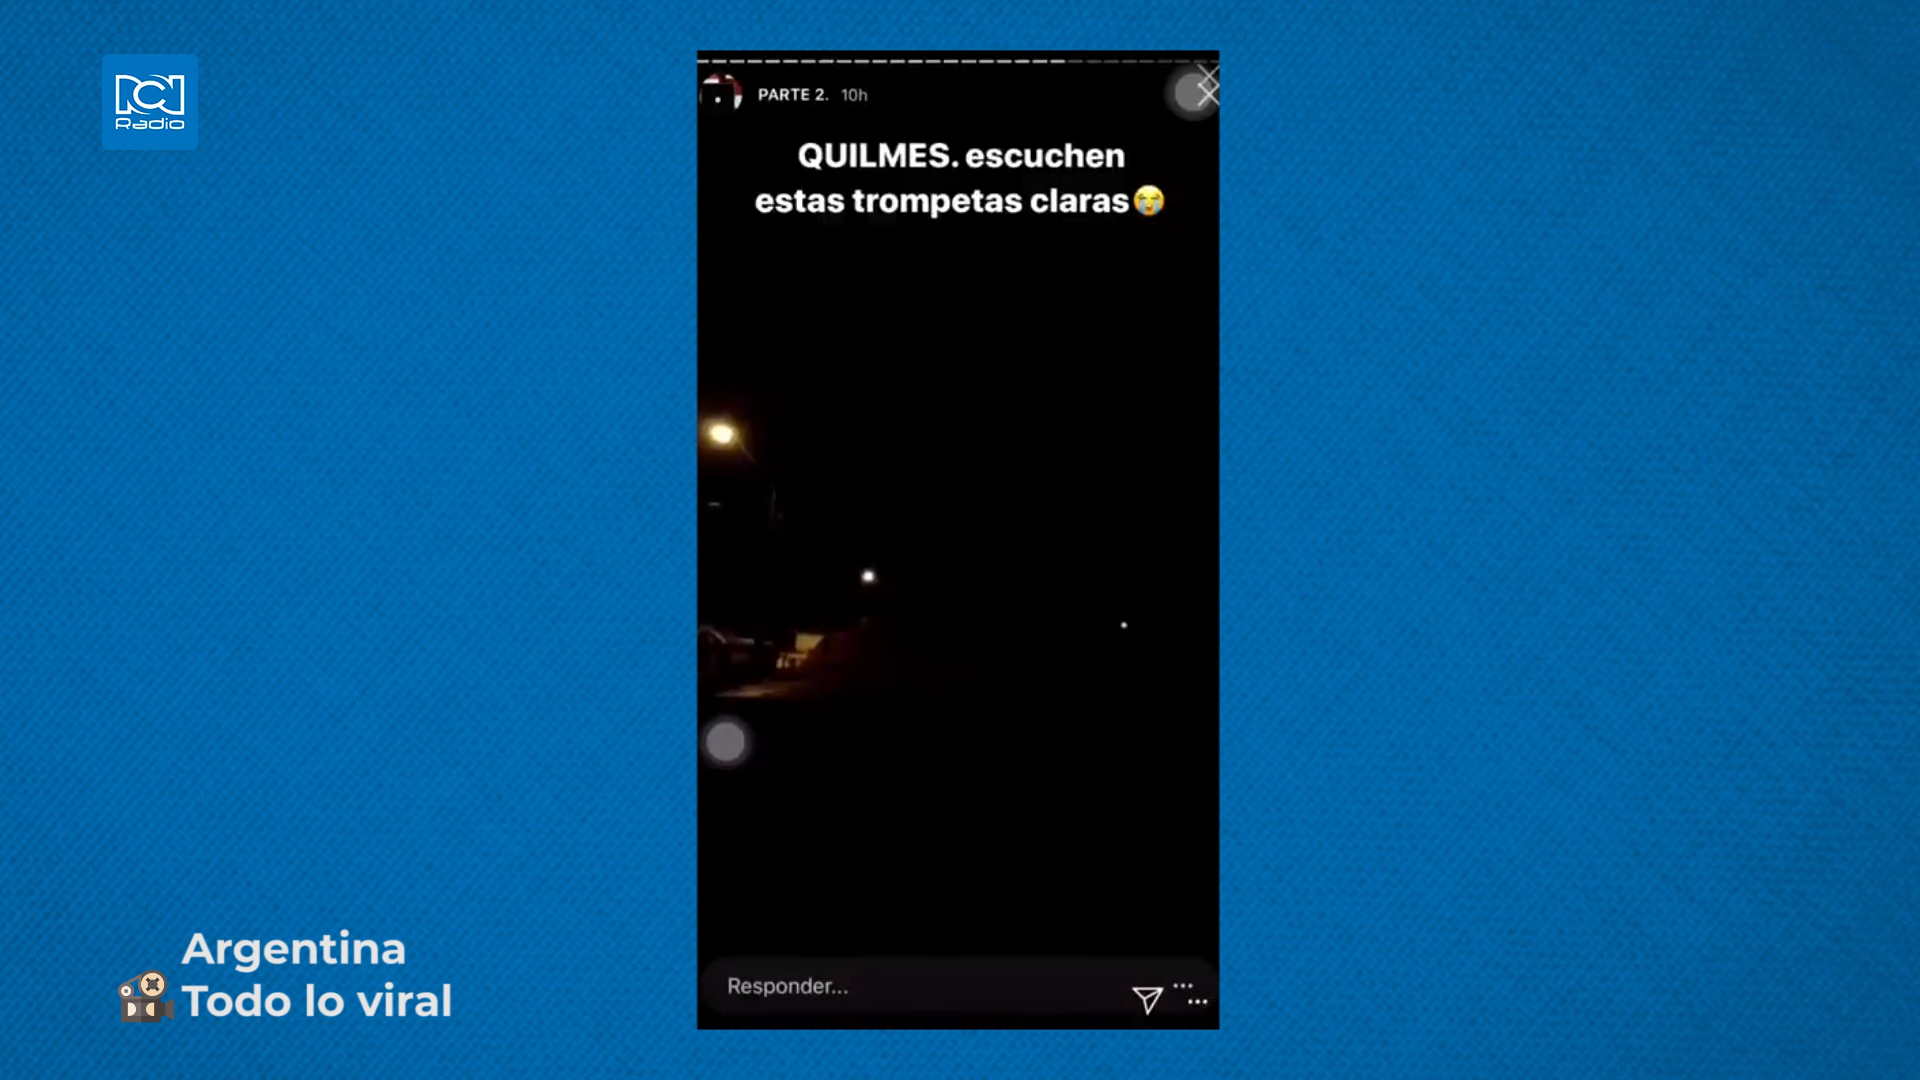 RCN
Radio
PARTE 2. 10h
QUILMES. escuchen
estas trompetas claras😭
Responder...
Argentina
Todo lo viral